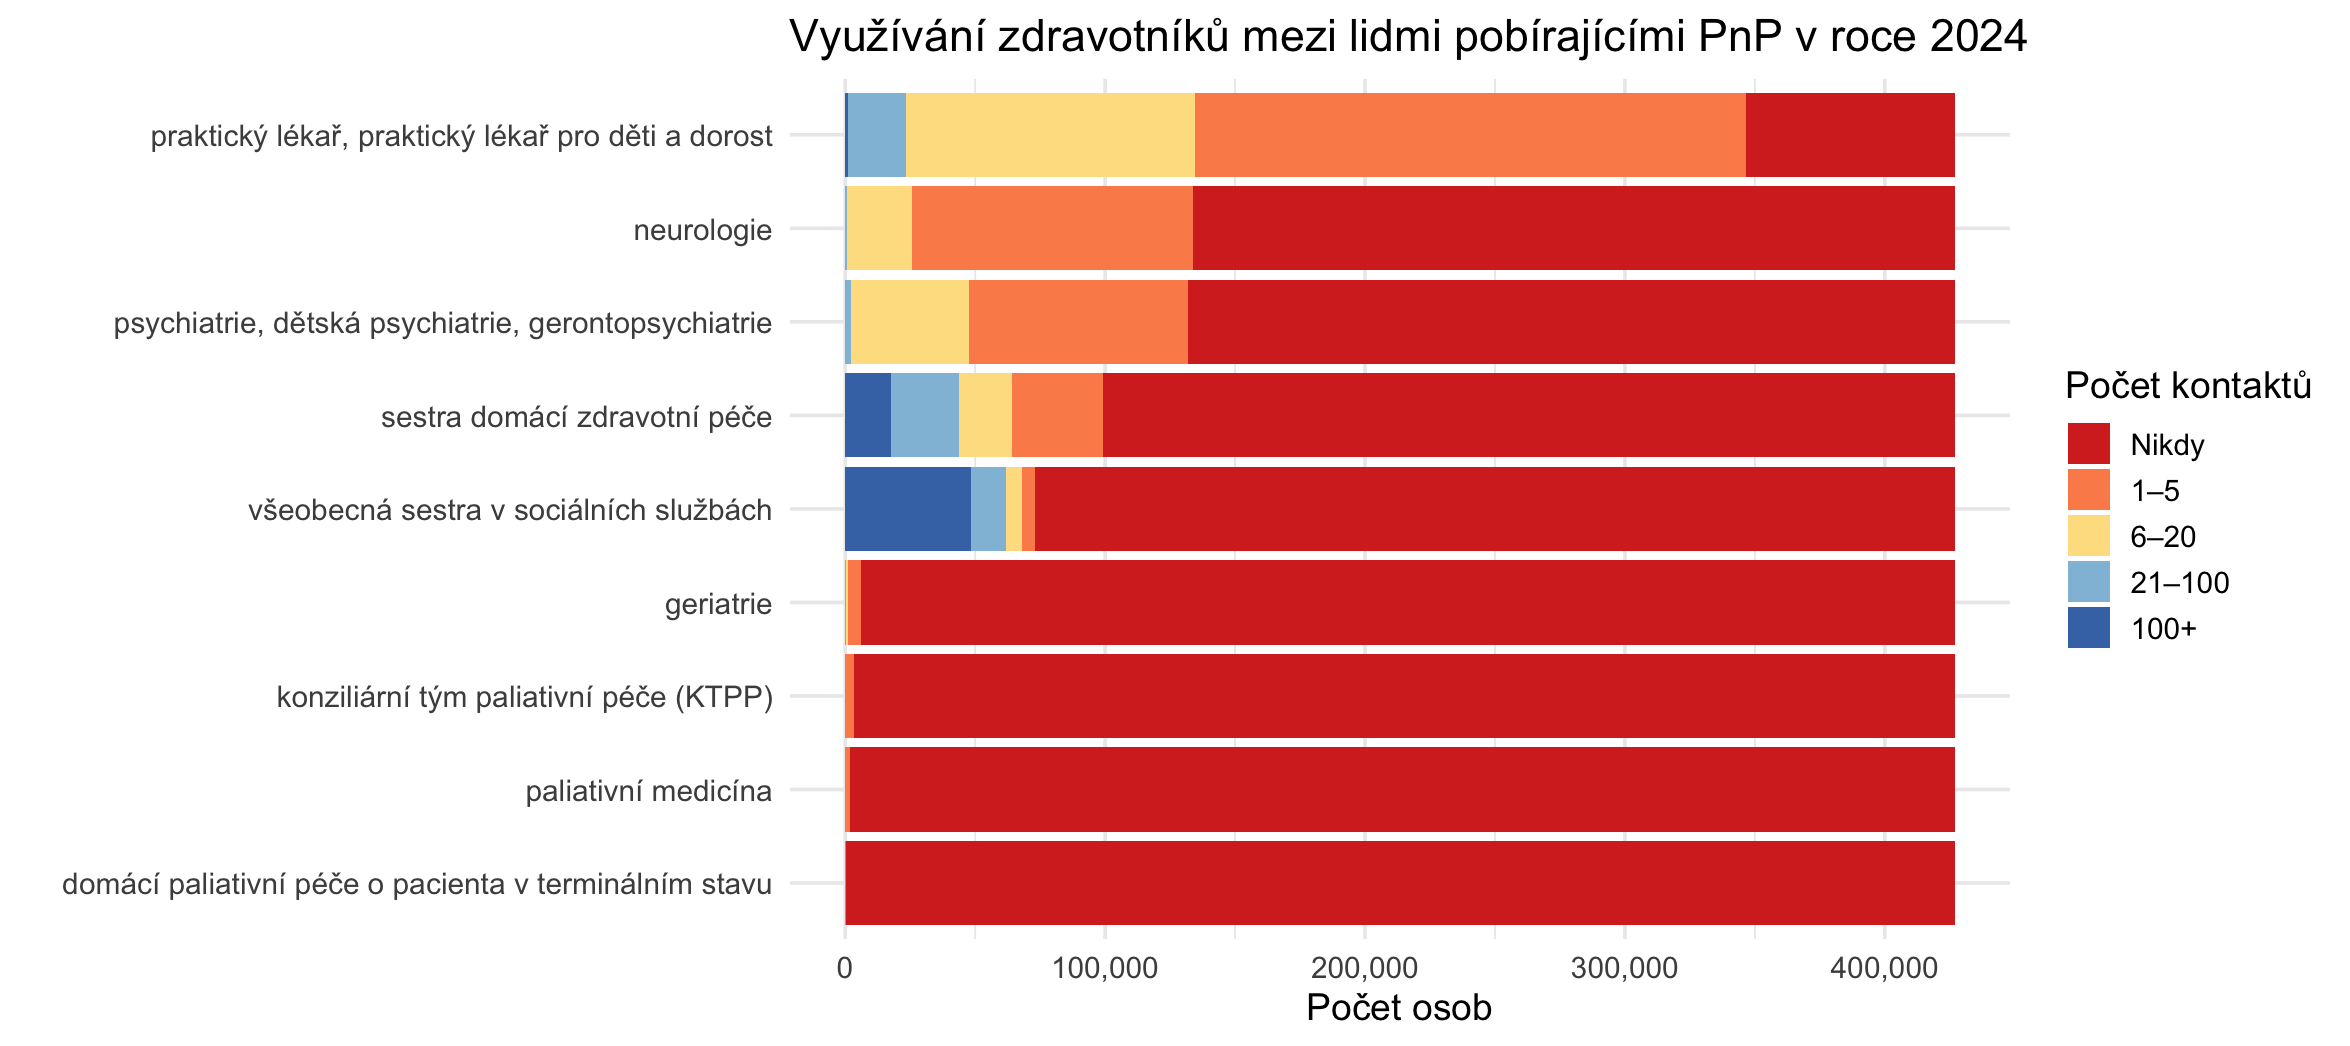 Využívání zdravotníků mezi lidmi pobírajícími PnP v roce 2024
praktický lékař, praktický lékař pro děti a dorost
neurologie
psychiatrie, dětská psychiatrie, gerontopsychiatrie
sestra domácí zdravotní péče
všeobecná sestra v sociálních službách
geriatrie
konziliární tým paliativní péče (KTPP)
paliativní medicína
domácí paliativní péče o pacienta v terminálním stavu
0
100,000
200,000
300,000
400,000
Počet osob
Počet kontaktů
Nikdy
1–5
6–20
21–100
100+